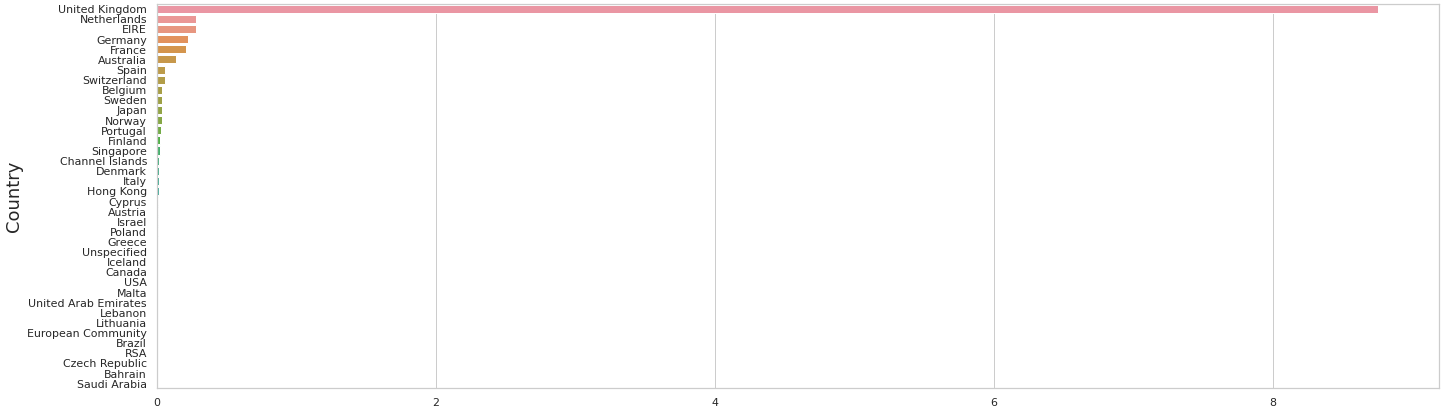 United Kingdom
Netherlands
EIRE
Germany
France
Australia
Spain
Switzerland
Belgium
Sweden
Japan
Norway
Portugal
Finland
Singapore
Channel Islands
Denmark
Italy
Hong Kong
Cyprus
Austria
Israel
Poland
Greece
Unspecified
Iceland
Canada
USA
Malta
United Arab Emirates
Lebanon
Lithuania
European Community
Brazil
RSA
Czech Republic
Bahrain
Saudi Arabia
Country
0 2 4 6 8